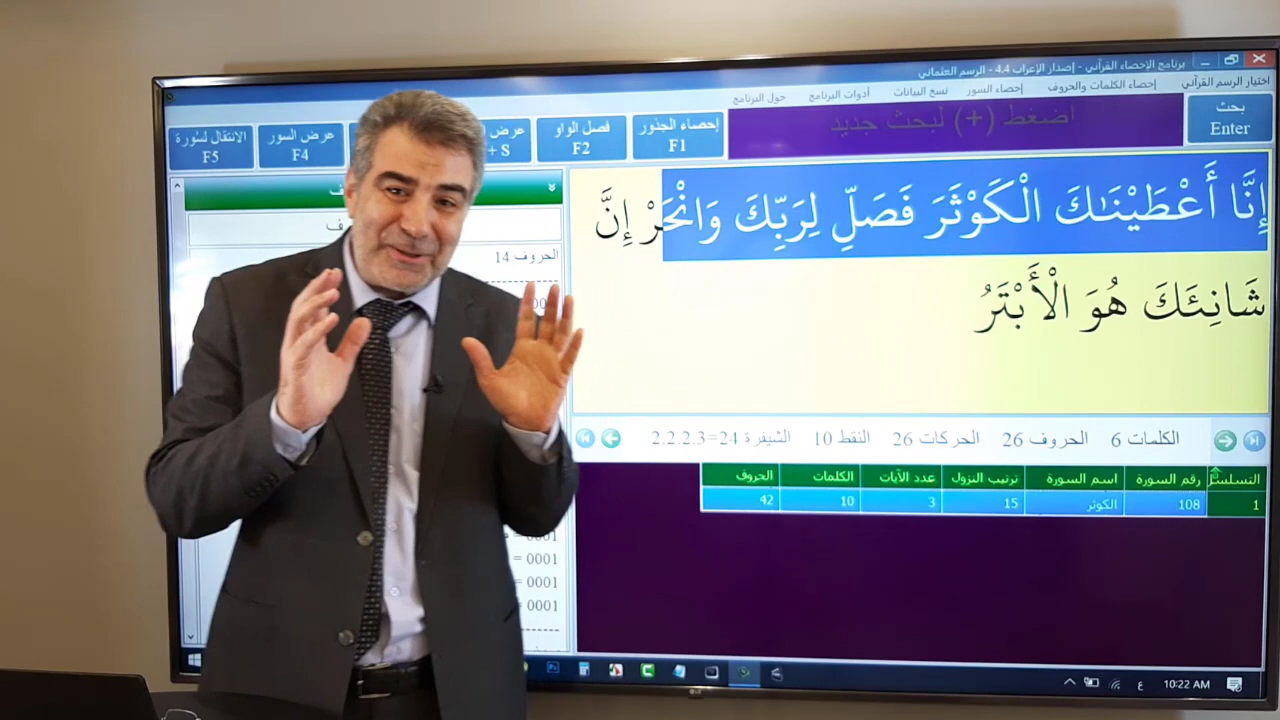 برنامج الإحصاء القرآني - إصدار الإعراب 4.4 - الرسم العثماني
اختيار الرسم القرآني إحصاء الكلمات والحروف إحصاء السور نسخ البيانات أدوات البرنامج حول البرنامج
بحث
Enter
اضغط (+) لبحث جديد
إحصاء الجذور
F1
فصل الواو
F2
عرض
+ S
عرض السور
F4
الانتقال لسورة
F5
إِنَّا أَعْطَيْنَٰكَ الْكَوْثَرَ فَصَلِّ لِرَبِّكَ وَانْحَرْ إِنَّ
شَانِئَكَ هُوَ الْأَبْتَرُ
الحروف 14
الكلمات 6 الحروف 26 الحركات 26 النقط 10 الشيفرة 24=2.2.2.3
التسلسل رقم السورة اسم السورة ترتيب النزول عدد الآيات الكلمات الحروف
1 108 الكوثر 15 3 10 42
= 0001
= 0001
= 0001
= 0001
10:22 AM
ع
LG